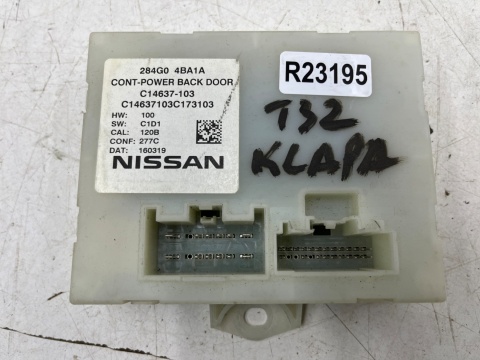 284G0 4BA1A
CONT-POWER BACK DOOR
C14637-103
C14637103C173103
HW: 100
SW: C1D1
CAL: 120B
CONF: 277C
DAT: 160319
NISSAN
R23195
T32
KLAPA